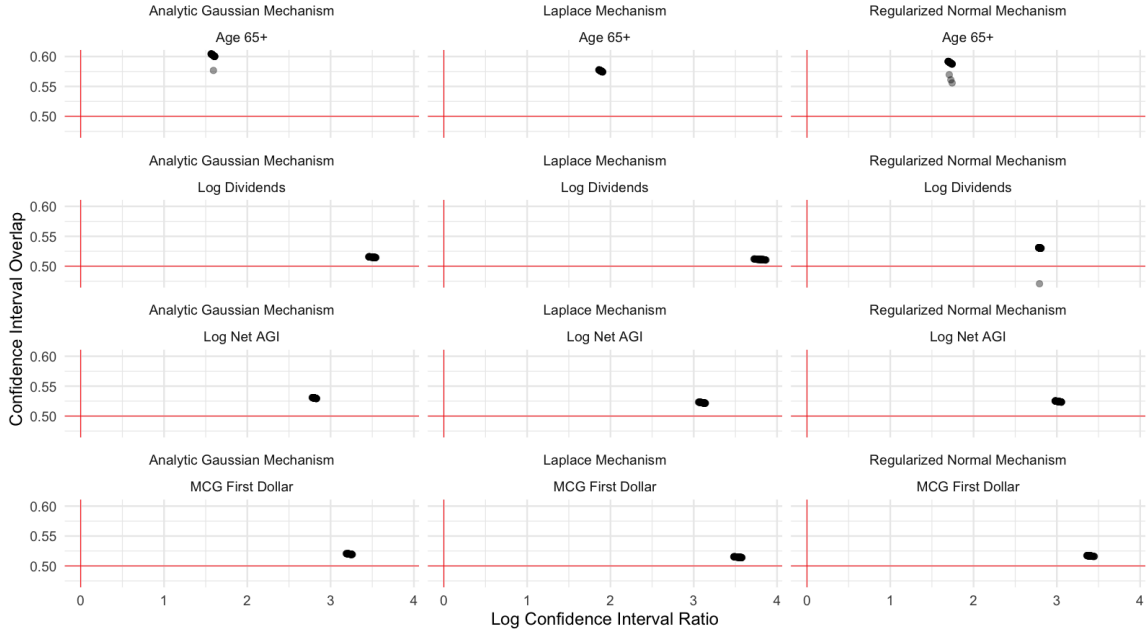 Analytic Gaussian Mechanism
Laplace Mechanism
Regularized Normal Mechanism
Age 65+
Age 65+
Age 65+
0.60
0.55
0.50
Analytic Gaussian Mechanism
Laplace Mechanism
Regularized Normal Mechanism
Log Dividends
Log Dividends
Log Dividends
0.60
0.55
0.50
Analytic Gaussian Mechanism
Laplace Mechanism
Regularized Normal Mechanism
Log Net AGI
Log Net AGI
Log Net AGI
0.60
0.55
0.50
Analytic Gaussian Mechanism
Laplace Mechanism
Regularized Normal Mechanism
MCG First Dollar
MCG First Dollar
MCG First Dollar
0.60
0.55
0.50
0 1 2 3 4 0 1 2 3 4 0 1 2 3 4
Log Confidence Interval Ratio
Confidence Interval Overlap